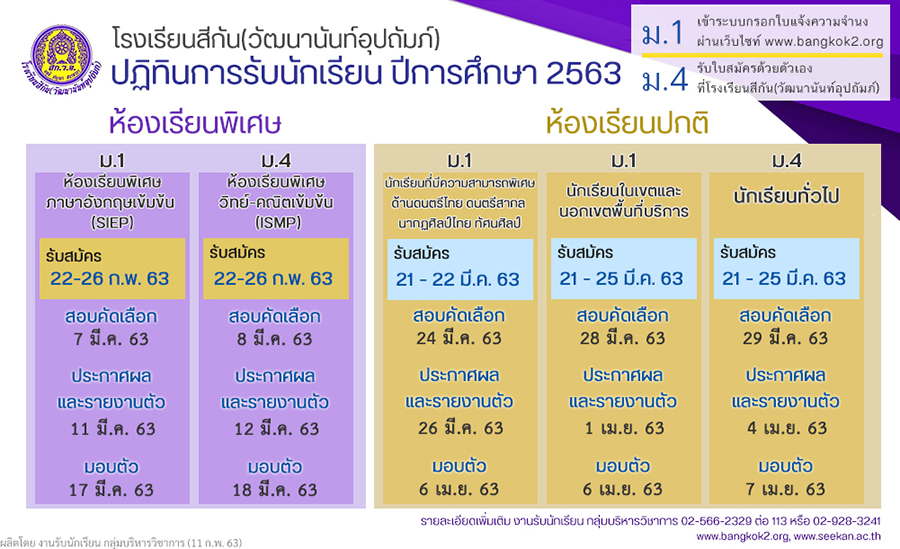 โรงเรียนสีกัน(วัฒนานันท์อุปถัมภ์)
ปฏิทินการรับนักเรียน ปีการศึกษา 2563
ม.1
เข้าระบบกรอกใบแจ้งความจำนง
ผ่านเว็บไซท์ www.bangkok2.org
ม.4
รับใบสมัครด้วยตัวเอง
ที่โรงเรียนสีกัน(วัฒนานันท์อุปถัมภ์)
ส.ก.ว.อ.
โรงเรียนสีกัน(วัฒนานันท์อุปถัมภ์)
ห้องเรียนพิเศษ
ม.1
ห้องเรียนพิเศษ
ภาษาอังกฤษเข้มข้น
(SIEP)
รับสมัคร
22-26 ก.พ. 63
สอบคัดเลือก
7 มี.ค. 63
ประกาศผล
และรายงานตัว
11 มี.ค. 63
มอบตัว
17 มี.ค. 63
ม.4
ห้องเรียนพิเศษ
วิทย์-คณิตเข้มข้น
(ISMP)
รับสมัคร
22-26 ก.พ. 63
สอบคัดเลือก
8 มี.ค. 63
ประกาศผล
และรายงานตัว
12 มี.ค. 63
มอบตัว
18 มี.ค. 63
ห้องเรียนปกติ
ม.1
นักเรียนที่มีความสามารถพิเศษ
ด้านดนตรีไทย ดนตรีสากล
นาฏศิลป์ไทย ทัศนศิลป์
รับสมัคร
21 - 22 มี.ค. 63
สอบคัดเลือก
24 มี.ค. 63
ประกาศผล
และรายงานตัว
26 มี.ค. 63
มอบตัว
6 เม.ย. 63
ม.1
นักเรียนในเขตและ
นอกเขตพื้นที่บริการ
รับสมัคร
21 - 25 มี.ค. 63
สอบคัดเลือก
28 มี.ค. 63
ประกาศผล
และรายงานตัว
1 เม.ย. 63
มอบตัว
6 เม.ย. 63
ม.4
นักเรียนทั่วไป
รับสมัคร
21 - 25 มี.ค. 63
สอบคัดเลือก
29 มี.ค. 63
ประกาศผล
และรายงานตัว
4 เม.ย. 63
มอบตัว
7 เม.ย. 63
รายละเอียดเพิ่มเติม งานรับนักเรียน กลุ่มบริหารวิชาการ 02-566-2329 ต่อ 113 หรือ 02-928-3241
www.bangkok2.org, www.seekan.ac.th
ผลิตโดย งานรับนักเรียน กลุ่มบริหารวิชาการ (11 ก.พ. 63)